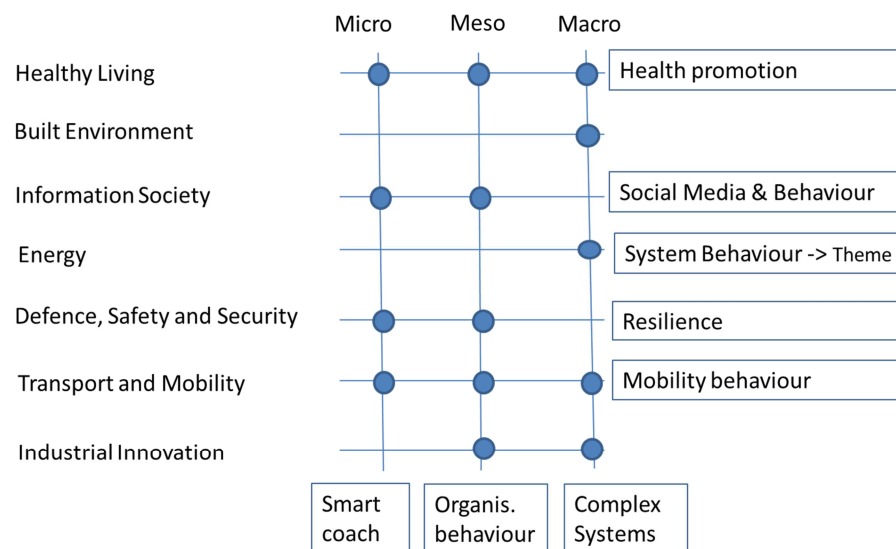 Micro Meso Macro
Healthy Living
Health promotion
Built Environment
Information Society
Social Media & Behaviour
Energy
System Behaviour -> Theme
Defence, Safety and Security
Resilience
Transport and Mobility
Mobility behaviour
Industrial Innovation
Smart
coach
Organis.
behaviour
Complex
Systems